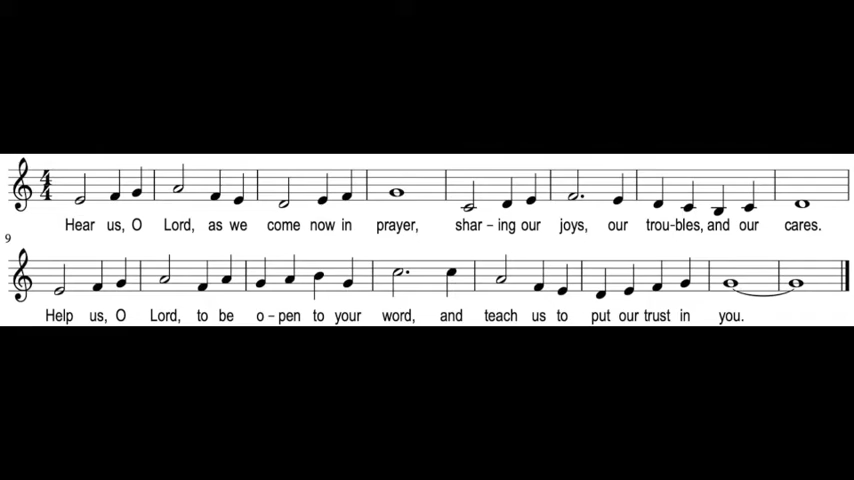 4 4
Hear us, O Lord, as we come now in prayer, shar - ing our joys, our trou-bles, and our cares.
9
Help us, O Lord, to be o - pen to your word, and teach us to put our trust in you.